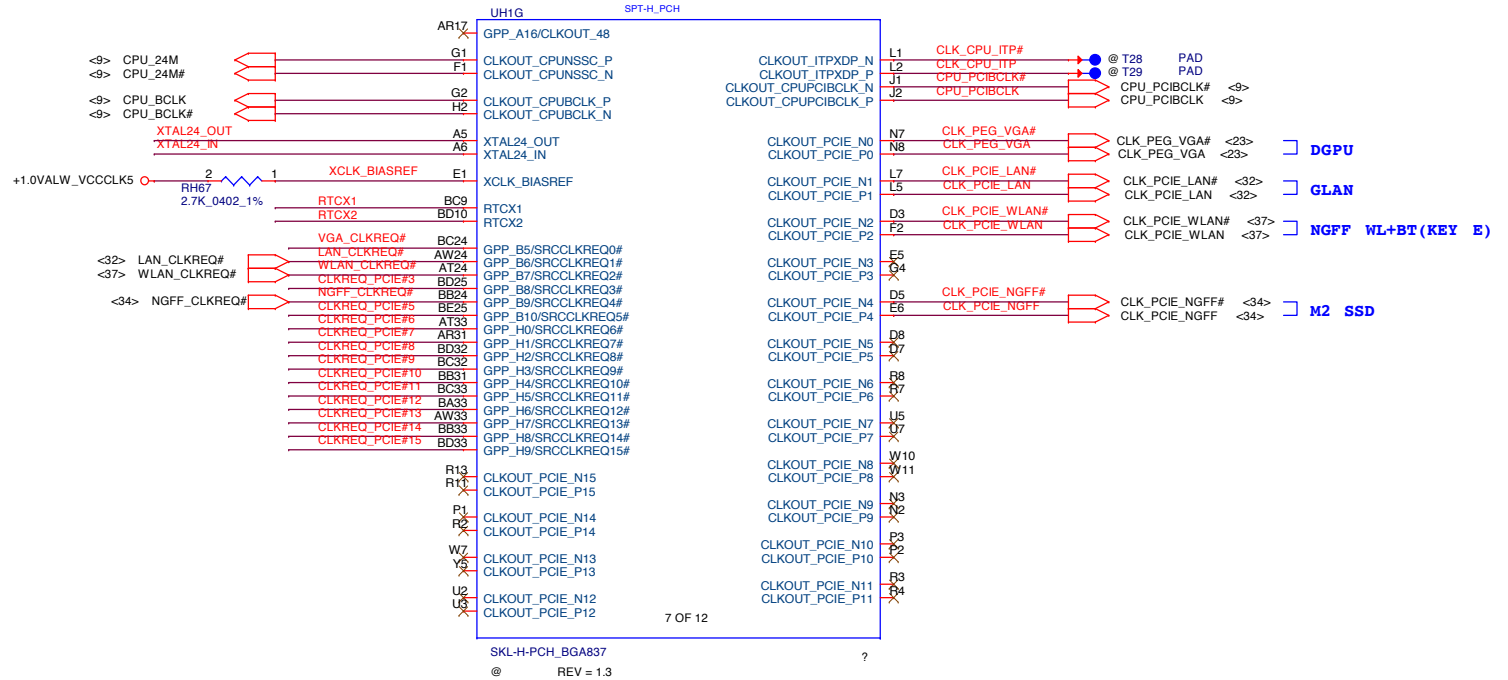 UH1G
SPT-H_PCH
AR17 GPP_A16/CLKOUT_48
<9> CPU_24M G1 CLKOUT_CPUNSSC_P
<9> CPU_24M# F1 CLKOUT_CPUNSSC_N
<9> CPU_BCLK G2 CLKOUT_CPUBCLK_P
<9> CPU_BCLK# H2 CLKOUT_CPUBCLK_N
XTAL24_OUT A5 XTAL24_OUT
XTAL24_IN A6 XTAL24_IN
+1.0VALW_VCCCLK5 2 1 XCLK_BIASREF E1 XCLK_BIASREF
RH67
2.7K_0402_1%
RTCX1 BC9 RTCX1
RTCX2 BD10 RTCX2
VGA_CLKREQ# BC24 GPP_B5/SRCCLKREQ0#
<32> LAN_CLKREQ# LAN_CLKREQ# AW24 GPP_B6/SRCCLKREQ1#
<37> WLAN_CLKREQ# WLAN_CLKREQ# AT24 GPP_B7/SRCCLKREQ2#
CLKREQ_PCIE#3 BD25 GPP_B8/SRCCLKREQ3#
<34> NGFF_CLKREQ# NGFF_CLKREQ# BB24 GPP_B9/SRCCLKREQ4#
CLKREQ_PCIE#5 BE25 GPP_B10/SRCCLKREQ5#
CLKREQ_PCIE#6 AT33 GPP_H0/SRCCLKREQ6#
CLKREQ_PCIE#7 AR31 GPP_H1/SRCCLKREQ7#
CLKREQ_PCIE#8 BD32 GPP_H2/SRCCLKREQ8#
CLKREQ_PCIE#9 BC32 GPP_H3/SRCCLKREQ9#
CLKREQ_PCIE#10 BB31 GPP_H4/SRCCLKREQ10#
CLKREQ_PCIE#11 BC33 GPP_H5/SRCCLKREQ11#
CLKREQ_PCIE#12 BA33 GPP_H6/SRCCLKREQ12#
CLKREQ_PCIE#13 AW33 GPP_H7/SRCCLKREQ13#
CLKREQ_PCIE#14 BB33 GPP_H8/SRCCLKREQ14#
CLKREQ_PCIE#15 BD33 GPP_H9/SRCCLKREQ15#
R13 CLKOUT_PCIE_N15
R11 CLKOUT_PCIE_P15
P1 CLKOUT_PCIE_N14
R2 CLKOUT_PCIE_P14
W7 CLKOUT_PCIE_N13
Y5 CLKOUT_PCIE_P13
U2 CLKOUT_PCIE_N12
U3 CLKOUT_PCIE_P12
CLKOUT_ITPXDP_N L1 CLK_CPU_ITP# @ T28 PAD
CLKOUT_ITPXDP_P L2 CLK_CPU_ITP @ T29 PAD
CLKOUT_CPUPCIBCLK_N J1 CPU_PCIBCLK# CPU_PCIBCLK# <9>
CLKOUT_CPUPCIBCLK_P J2 CPU_PCIBCLK CPU_PCIBCLK <9>
CLKOUT_PCIE_N0 N7 CLK_PEG_VGA# CLK_PEG_VGA# <23>
CLKOUT_PCIE_P0 N8 CLK_PEG_VGA CLK_PEG_VGA <23>
DGPU
CLKOUT_PCIE_N1 L7 CLK_PCIE_LAN# CLK_PCIE_LAN# <32>
CLKOUT_PCIE_P1 L5 CLK_PCIE_LAN CLK_PCIE_LAN <32>
GLAN
CLKOUT_PCIE_N2 D3 CLK_PCIE_WLAN# CLK_PCIE_WLAN# <37>
CLKOUT_PCIE_P2 F2 CLK_PCIE_WLAN CLK_PCIE_WLAN <37>
NGFF WL+BT(KEY E)
CLKOUT_PCIE_N3 E5
CLKOUT_PCIE_P3 G4
CLKOUT_PCIE_N4 D5 CLK_PCIE_NGFF# CLK_PCIE_NGFF# <34>
CLKOUT_PCIE_P4 E6 CLK_PCIE_NGFF CLK_PCIE_NGFF <34>
M2 SSD
CLKOUT_PCIE_N5 D8
CLKOUT_PCIE_P5 D7
CLKOUT_PCIE_N6 R8
CLKOUT_PCIE_P6 R7
CLKOUT_PCIE_N7 U5
CLKOUT_PCIE_P7 U7
CLKOUT_PCIE_N8 W10
CLKOUT_PCIE_P8 W11
CLKOUT_PCIE_N9 N3
CLKOUT_PCIE_P9 N2
CLKOUT_PCIE_N10 P3
CLKOUT_PCIE_P10 P2
CLKOUT_PCIE_N11 R3
CLKOUT_PCIE_P11 R4
7 OF 12
SKL-H-PCH_BGA837
?
@ REV = 1.3